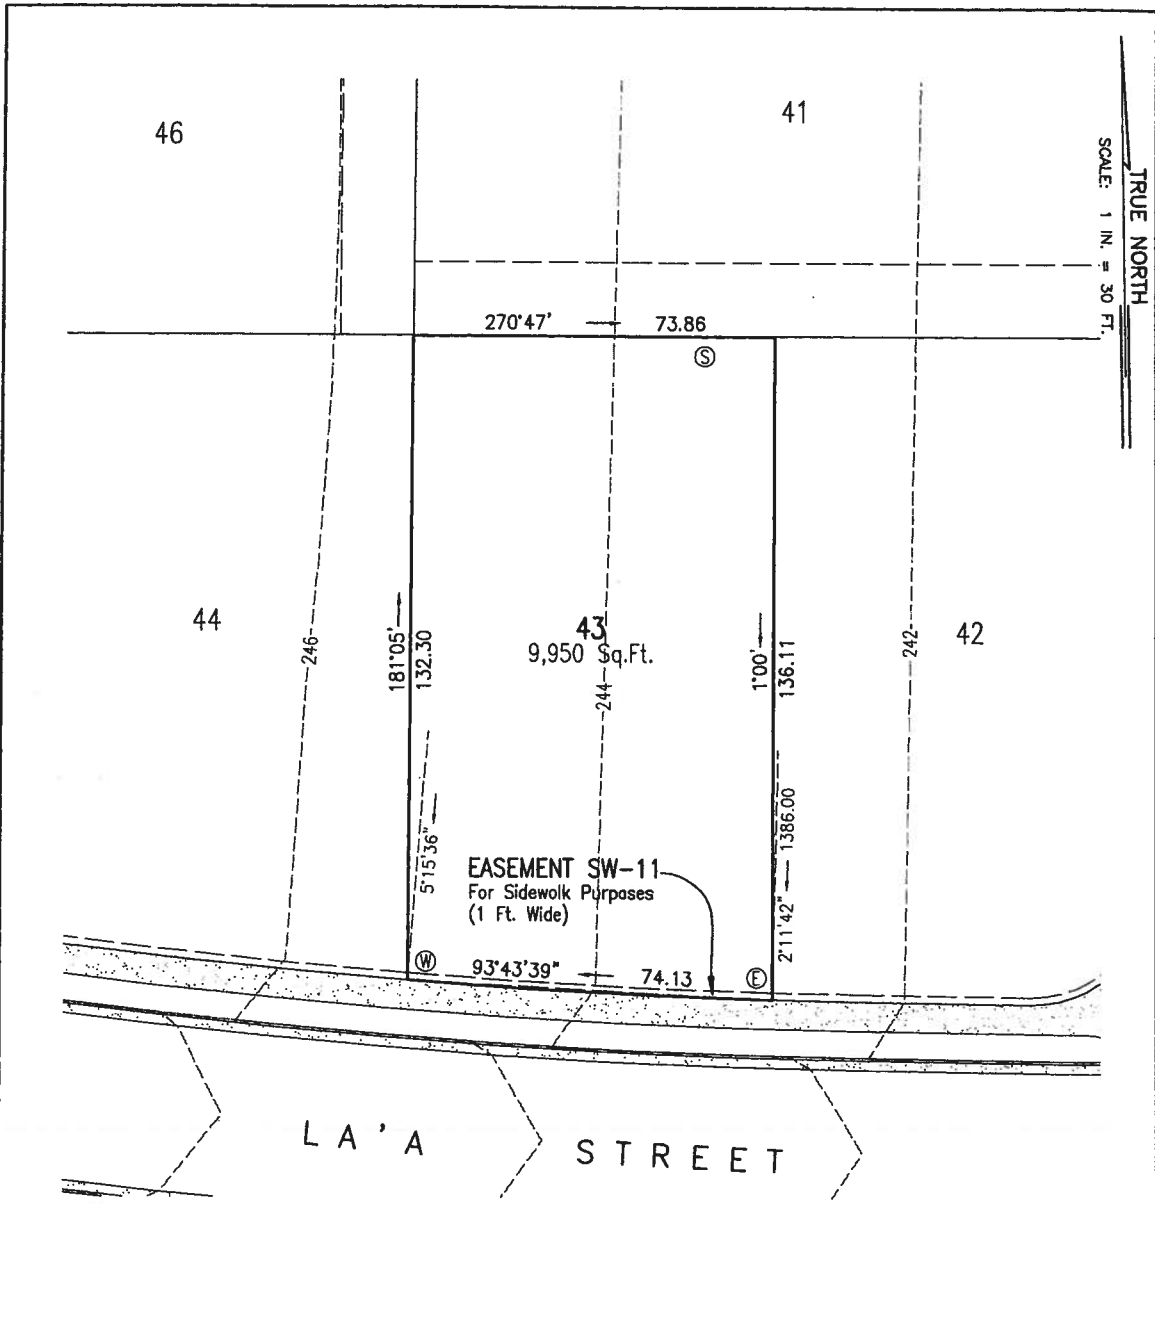 46
41
TRUE NORTH
SCALE: 1 IN. = 30 FT.
270°47' 73.86
S
44
181°05'
132.30
246
43
9,950 Sq.Ft.
244
1°00'
136.11
242
42
5°15'36"
2°11'42" 1386.00
EASEMENT SW-11
For Sidewalk Purposes
(1 Ft. Wide)
W
93°43'39" 74.13
E
LA'A STREET